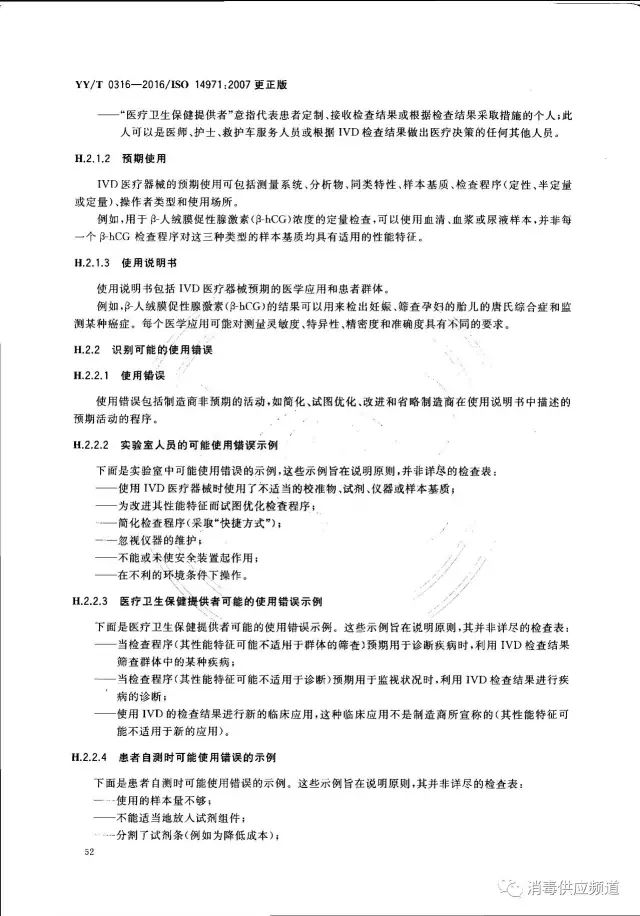 YY/T 0316—2016/ISO 14971:2007 更正版
——“医疗卫生保健提供者”意指代表患者定制、接收检查结果或根据检查结果采取措施的个人;此
人可以是医师、护士、救护车服务人员或根据 IVD 检查结果做出医疗决策的任何其他人员。
H.2.1.2 预期使用
IVD 医疗器械的预期使用可包括测量系统、分析物、同类特性、样本基质、检查程序(定性、半定量
或定量)、操作者类型和使用场所。
例如,用于 β-人绒膜促性腺激素(β-hCG)浓度的定量检查,可以使用血清、血浆或尿液样本,并非每
一个 β-hCG 检查程序对这三种类型的样本基质均具有适用的性能特征。
H.2.1.3 使用说明书
使用说明书包括 IVD 医疗器械预期的医学应用和患者群体。
例如,β-人绒膜促性腺激素(β-hCG)的结果可以用来检出妊娠、筛查孕妇的胎儿的唐氏综合症和监
测某种癌症。每个医学应用可能对测量灵敏度、特异性、精密度和准确度具有不同的要求。
H.2.2 识别可能的使用错误
H.2.2.1 使用错误
使用错误包括制造商非预期的活动,如简化、试图优化、改进和省略制造商在使用说明书中描述的
预期活动的程序。
H.2.2.2 实验室人员的可能使用错误示例
下面是实验室中可能使用错误的示例,这些示例旨在说明原则,并非详尽的检查表:
——使用 IVD 医疗器械时使用了不适当的校准物、试剂、仪器或样本基质;
——为改进其性能特征而试图优化检查程序;
——简化检查程序(采取“快捷方式”);
——忽视仪器的维护;
——不能或未使安全装置起作用;
——在不利的环境条件下操作。
H.2.2.3 医疗卫生保健提供者可能的使用错误示例
下面是医疗卫生保健提供者可能的使用错误示例。这些示例旨在说明原则,其并非详尽的检查表:
——当检查程序(其性能特征可能不适用于群体的筛查)预期用于诊断疾病时,利用 IVD 检查结果
筛查群体中的某种疾病;
——当检查程序(其性能特征可能不适用于诊断)预期用于监视状况时,利用 IVD 检查结果进行疾
病的诊断;
——使用 IVD 的检查结果进行新的临床应用,这种临床应用不是制造商所宣称的(其性能特征可
能不适用于新的应用)。
H.2.2.4 患者自测时可能使用错误的示例
下面是患者自测时可能使用错误的示例。这些示例旨在说明原则,其并非详尽的检查表:
——使用的样本量不够;
——不能适当地放入试剂组件;
——分割了试剂条(例如为降低成本);
52
消毒供应频道